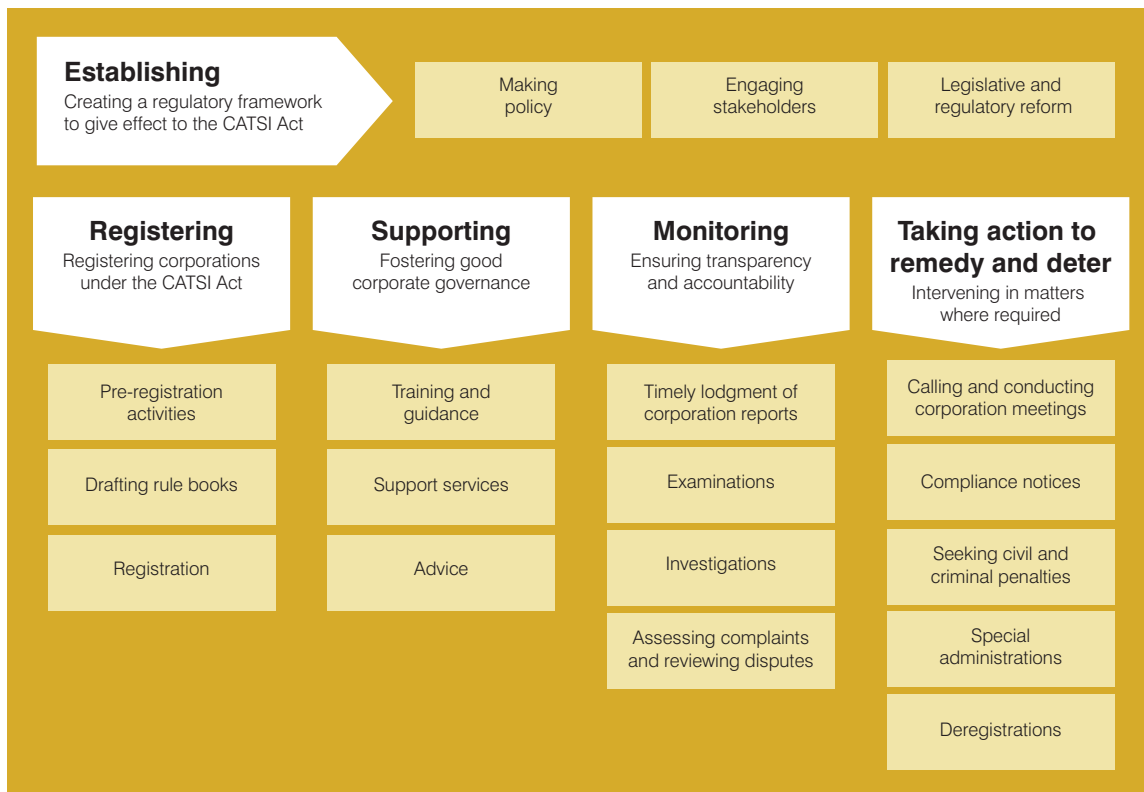 Establishing
Creating a regulatory framework
to give effect to the CATSI Act
Making
policy
Engaging
stakeholders
Legislative and
regulatory reform
Registering
Registering corporations
under the CATSI Act
Pre-registration
activities
Drafting rule books
Registration
Supporting
Fostering good
corporate governance
Training and
guidance
Support services
Advice
Monitoring
Ensuring transparency
and accountability
Timely lodgment of
corporation reports
Examinations
Investigations
Assessing complaints
and reviewing disputes
Taking action to
remedy and deter
Intervening in matters
where required
Calling and conducting
corporation meetings
Compliance notices
Seeking civil and
criminal penalties
Special
administrations
Deregistrations